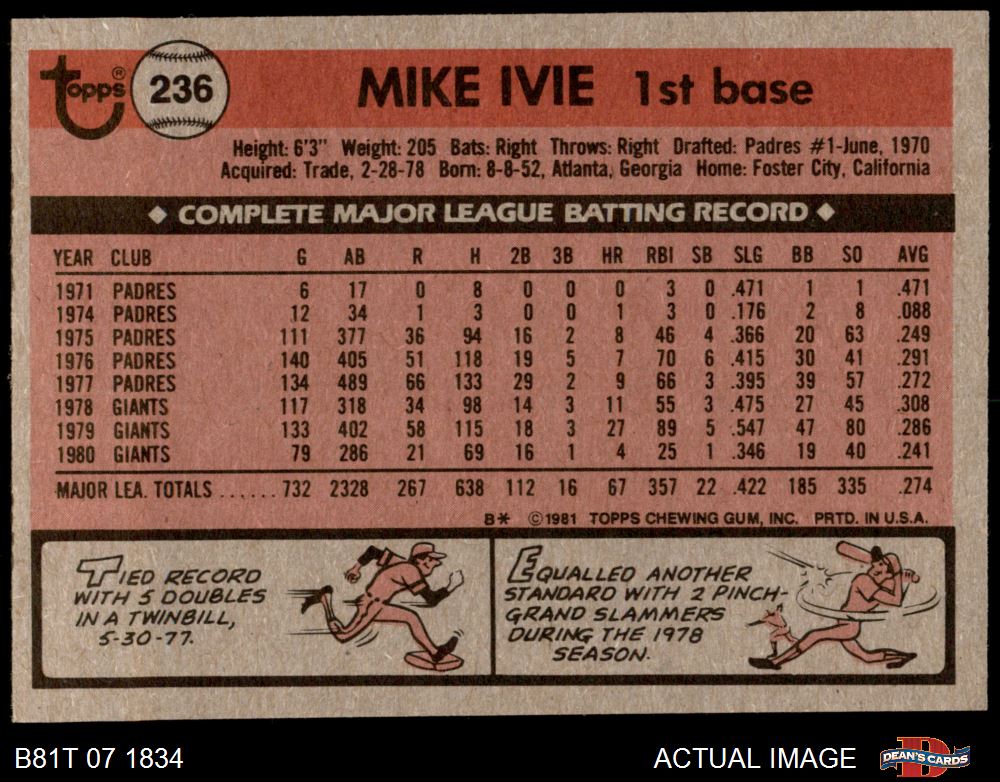 topps® 236 MIKE IVIE 1st base
Height: 6'3" Weight: 205 Bats: Right Throws: Right Drafted: Padres #1-June, 1970
Acquired: Trade, 2-28-78 Born: 8-8-52, Atlanta, Georgia Home: Foster City, California
◆ COMPLETE MAJOR LEAGUE BATTING RECORD ◆
YEAR CLUB G AB R H 2B 3B HR RBI SB SLG BB SO AVG
1971 PADRES 6 17 0 8 0 0 0 3 0 .471 1 1 .471
1974 PADRES 12 34 1 3 0 0 1 3 0 .176 2 8 .088
1975 PADRES 111 377 36 94 16 2 8 46 4 .366 20 63 .249
1976 PADRES 140 405 51 118 19 5 7 70 6 .415 30 41 .291
1977 PADRES 134 489 66 133 29 2 9 66 3 .395 39 57 .272
1978 GIANTS 117 318 34 98 14 3 11 55 3 .475 27 45 .308
1979 GIANTS 133 402 58 115 18 3 27 89 5 .547 47 80 .286
1980 GIANTS 79 286 21 69 16 1 4 25 1 .346 19 40 .241
MAJOR LEA. TOTALS ...... 732 2328 267 638 112 16 67 357 22 .422 185 335 .274
B* ©1981 TOPPS CHEWING GUM, INC. PRTD. IN U.S.A.
TIED RECORD
WITH 5 DOUBLES
IN A TWINBILL,
5-30-77.
EQUALLED ANOTHER
STANDARD WITH 2 PINCH-
GRAND SLAMMERS
DURING THE 1978
SEASON.
B81T 07 1834 ACTUAL IMAGE DEAN'S CARDS